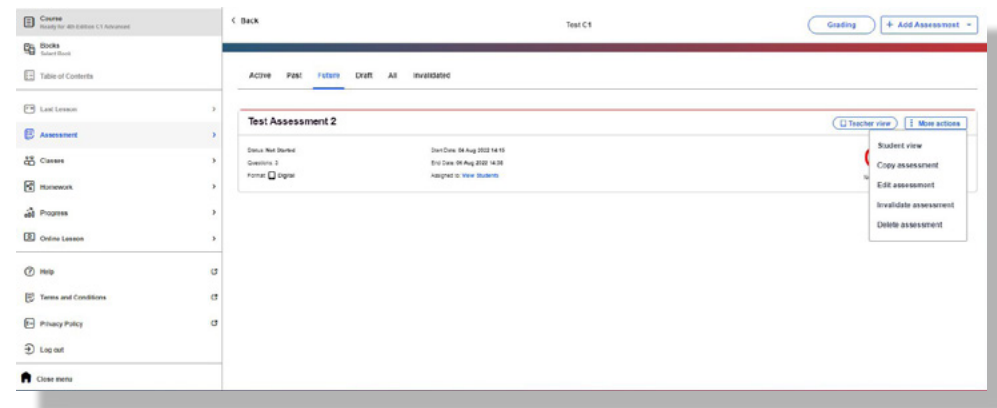 Course
Ready for 4th Edition C1 Advanced
Books
Select Book
Table of Contents
Last Lesson
Assessment
Classes
Homework
Progress
Online Lesson
Help
Terms and Conditions
Privacy Policy
Log out
Close menu
Back
Test C1
Grading
+ Add Assessment
Active Past Future Draft All Invalidated
Test Assessment 2
Teacher view
More actions
Status: Not Started
Questions: 2
Format: Digital
Start Date: 04 Aug 2022 14:15
End Date: 04 Aug 2022 14:35
Assigned to: View Students
Student view
Copy assessment
Edit assessment
Invalidate assessment
Delete assessment